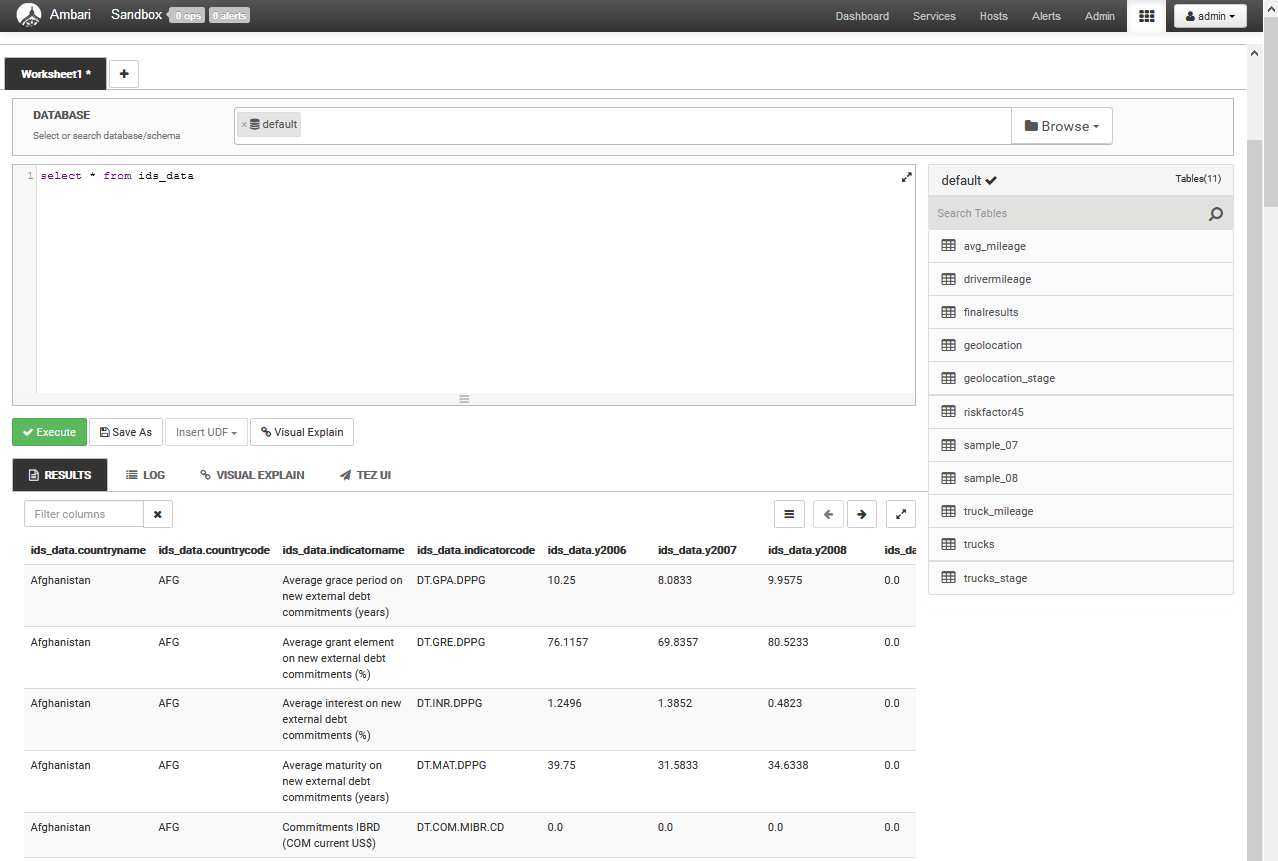 Ambari Sandbox 0 ops 0 alerts Dashboard Services Hosts Alerts Admin admin
Worksheet1 * +
DATABASE
Select or search database/schema
× default
Browse
1 select * from ids_data
default Tables(11)
Search Tables
avg_mileage
drivermileage
finalresults
geolocation
geolocation_stage
riskfactor45
sample_07
sample_08
truck_mileage
trucks
trucks_stage
Execute Save As Insert UDF Visual Explain
RESULTS LOG VISUAL EXPLAIN TEZ UI
Filter columns
ids_data.countryname ids_data.countrycode ids_data.indicatorname ids_data.indicatorcode ids_data.y2006 ids_data.y2007 ids_data.y2008 ids_da
Afghanistan AFG Average grace period on DT.GPA.DPPG 10.25 8.0833 9.9575 0.0
new external debt
commitments (years)
Afghanistan AFG Average grant element DT.GRE.DPPG 76.1157 69.8357 80.5233 0.0
on new external debt
commitments (%)
Afghanistan AFG Average interest on new DT.INR.DPPG 1.2496 1.3852 0.4823 0.0
external debt
commitments (%)
Afghanistan AFG Average maturity on DT.MAT.DPPG 39.75 31.5833 34.6338 0.0
new external debt
commitments (years)
Afghanistan AFG Commitments IBRD DT.COM.MIBR.CD 0.0 0.0 0.0 0.0
(COM current US$)